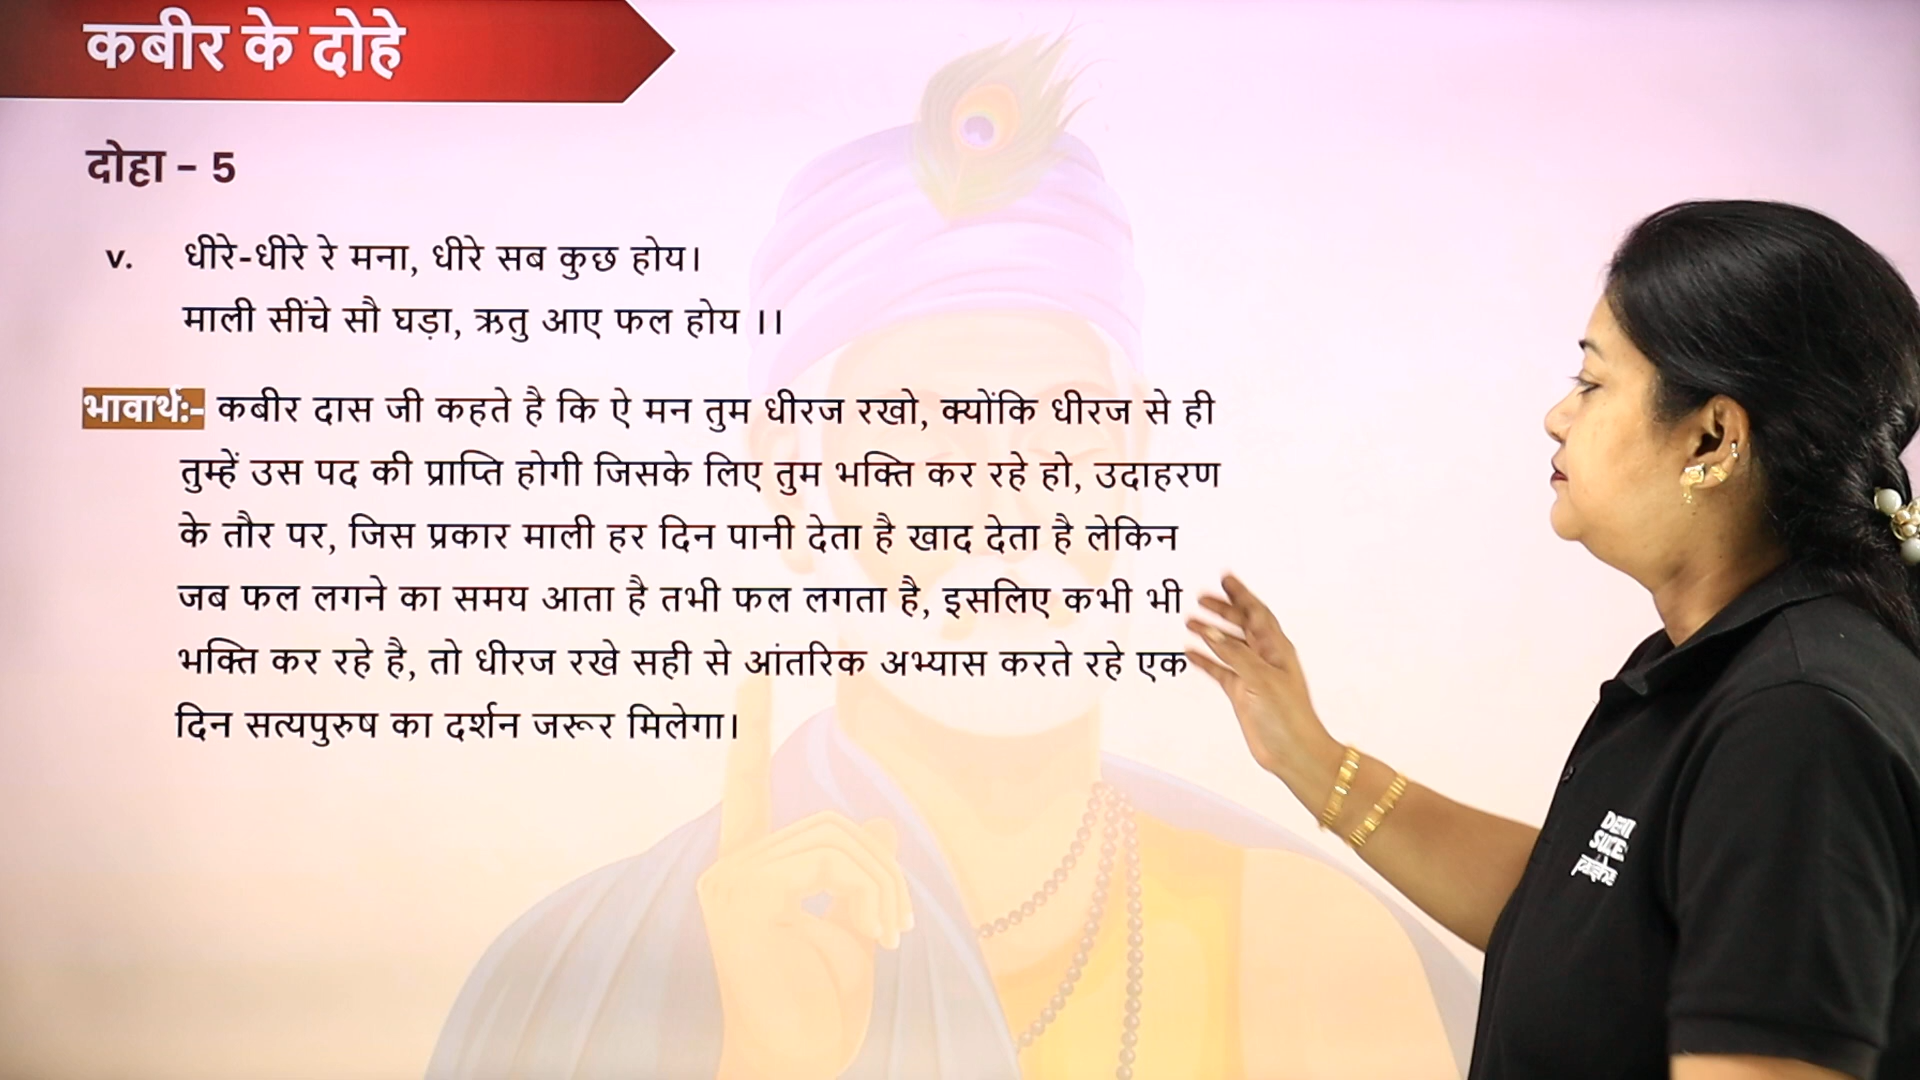 कबीर के दोहे
दोहा – 5
v. धीरे-धीरे रे मना, धीरे सब कुछ होय।
माली सींचे सौ घड़ा, ऋतु आए फल होय ।।
भावार्थ:- कबीर दास जी कहते है कि ऐ मन तुम धीरज रखो, क्योंकि धीरज से ही
तुम्हें उस पद की प्राप्ति होगी जिसके लिए तुम भक्ति कर रहे हो, उदाहरण
के तौर पर, जिस प्रकार माली हर दिन पानी देता है खाद देता है लेकिन
जब फल लगने का समय आता है तभी फल लगता है, इसलिए कभी भी
भक्ति कर रहे है, तो धीरज रखे सही से आंतरिक अभ्यास करते रहे एक
दिन सत्यपुरुष का दर्शन जरूर मिलेगा।